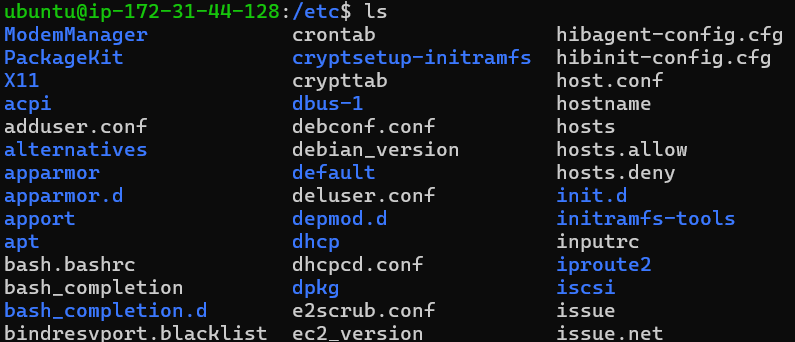 ubuntu@ip-172-31-44-128:/etc$ ls
ModemManager crontab hibagent-config.cfg
PackageKit cryptsetup-initramfs hibinit-config.cfg
X11 crypttab host.conf
acpi dbus-1 hostname
adduser.conf debconf.conf hosts
alternatives debian_version hosts.allow
apparmor default hosts.deny
apparmor.d deluser.conf init.d
apport depmod.d initramfs-tools
apt dhcp inputrc
bash.bashrc dhcpcd.conf iproute2
bash_completion dpkg iscsi
bash_completion.d e2scrub.conf issue
bindresvport.blacklist ec2_version issue.net